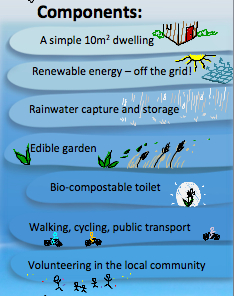 Components:
A simple 10m² dwelling
Renewable energy – off the grid!
Rainwater capture and storage
Edible garden
Bio-compostable toilet
Walking, cycling, public transport
Volunteering in the local community